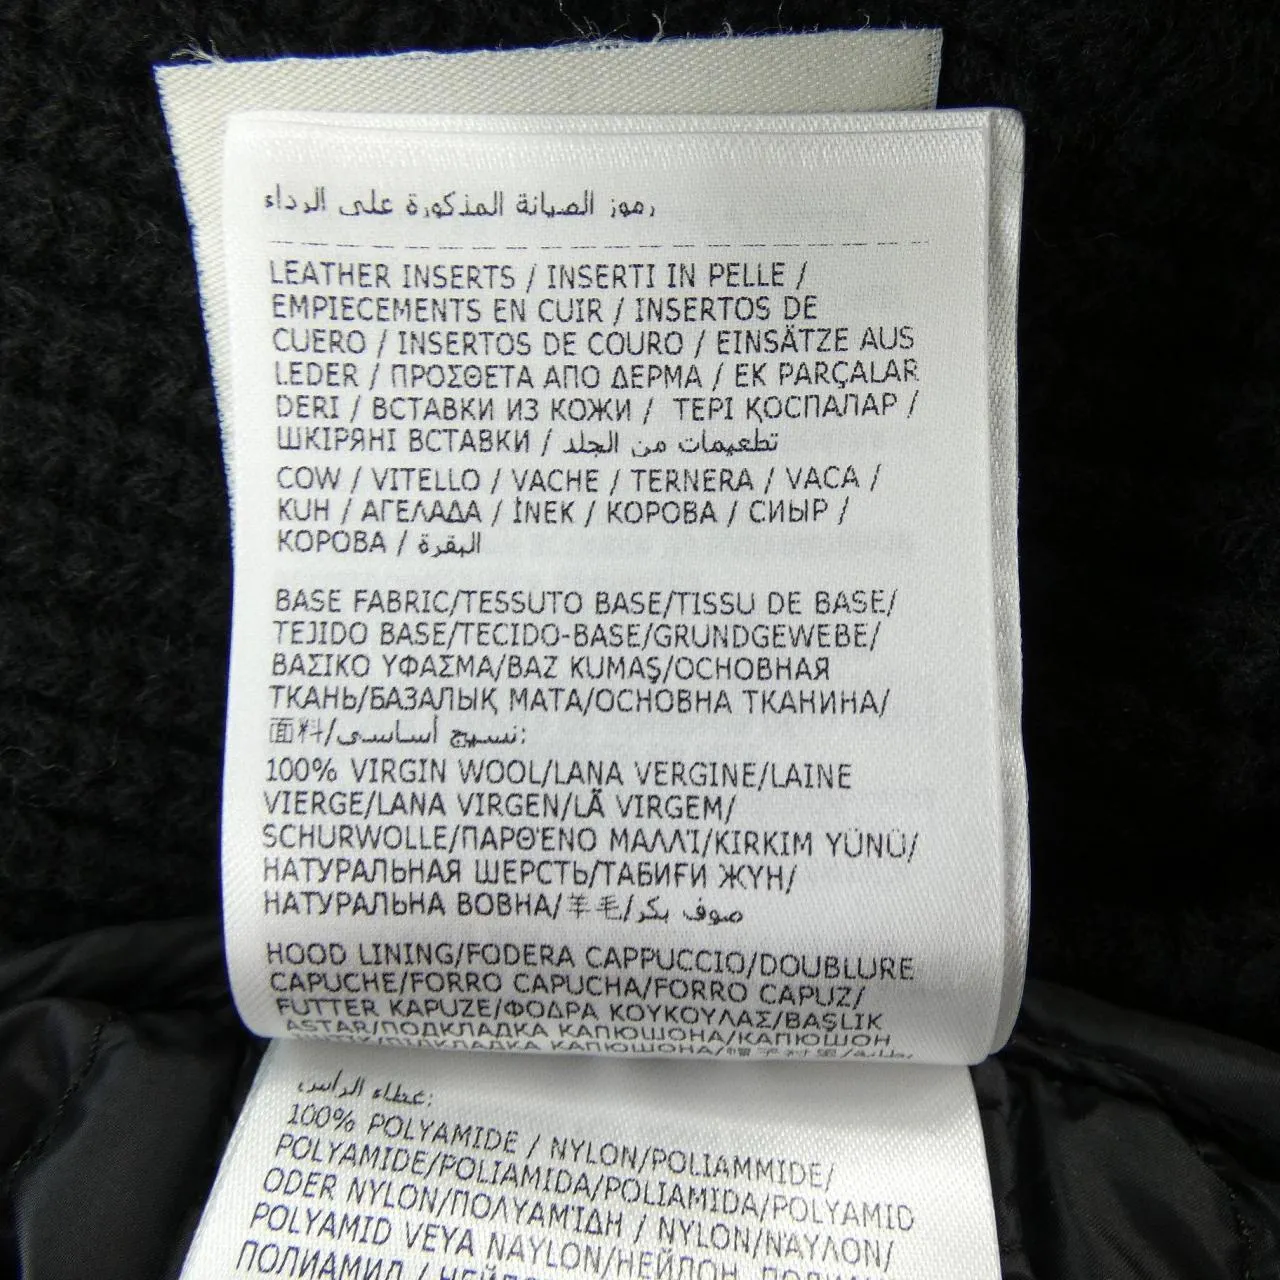 رموز الصيانة المذكورة على الرداء
LEATHER INSERTS / INSERTI IN PELLE /
EMPIECEMENTS EN CUIR / INSERTOS DE
CUERO / INSERTOS DE COURO / EINSÄTZE AUS
LEDER / ΠΡΟΣΘΕΤΑ ΑΠΟ ΔΕΡΜΑ / EK PARÇALAR
DERI / ВСТАВКИ ИЗ КОЖИ / ТЕРІ ҚОСПАЛАР /
ШКІРЯНІ ВСТАВКИ / تطعيمات من الجلد
COW / VITELLO / VACHE / TERNERA / VACA /
KUH / ΑΓΕΛΑΔΑ / İNEK / КОРОВА / СИЫР /
КОРОВА / البقرة
BASE FABRIC/TESSUTO BASE/TISSU DE BASE/
TEJIDO BASE/TECIDO-BASE/GRUNDGEWEBE/
ΒΑΣΙΚΟ ΥΦΑΣΜΑ/BAZ KUMAŞ/ОСНОВНАЯ
ТКАНЬ/БАЗАЛЫҚ МАТА/ОСНОВНА ТКАНИНА/
面料/نسيج أساسي:
100% VIRGIN WOOL/LANA VERGINE/LAINE
VIERGE/LANA VIRGEN/LÃ VIRGEM/
SCHURWOLLE/ΠΑΡΘΈΝΟ ΜΑΛΛΊ/KIRKIM YÜNÜ/
НАТУРАЛЬНАЯ ШЕРСТЬ/ТАБИҒИ ЖҮН/
НАТУРАЛЬНА ВОВНА/羊毛/صوف بكر
HOOD LINING/FODERA CAPPUCCIO/DOUBLURE
CAPUCHE/FORRO CAPUCHA/FORRO CAPUZ/
FUTTER KAPUZE/ΦΟΔΡΑ ΚΟΥΚΟΥΛΑΣ/BAŞLIK
ASTAR/ПОДКЛАДКА КАПЮШОНА/КАПЮШОН
КАПЮШОНА/
غطاء الرأس:
100% POLYAMIDE / NYLON/POLIAMMIDE/
POLYAMIDE/POLIAMIDA/POLIAMIDA/POLYAMID
ODER NYLON/ΠΟΛΥΑΜΊΔΗ / NYLON/ΝΑΥΛΟΝ/
POLYAMID VEYA NAYLON/НЕЙЛОН
ПОЛИАМИД /